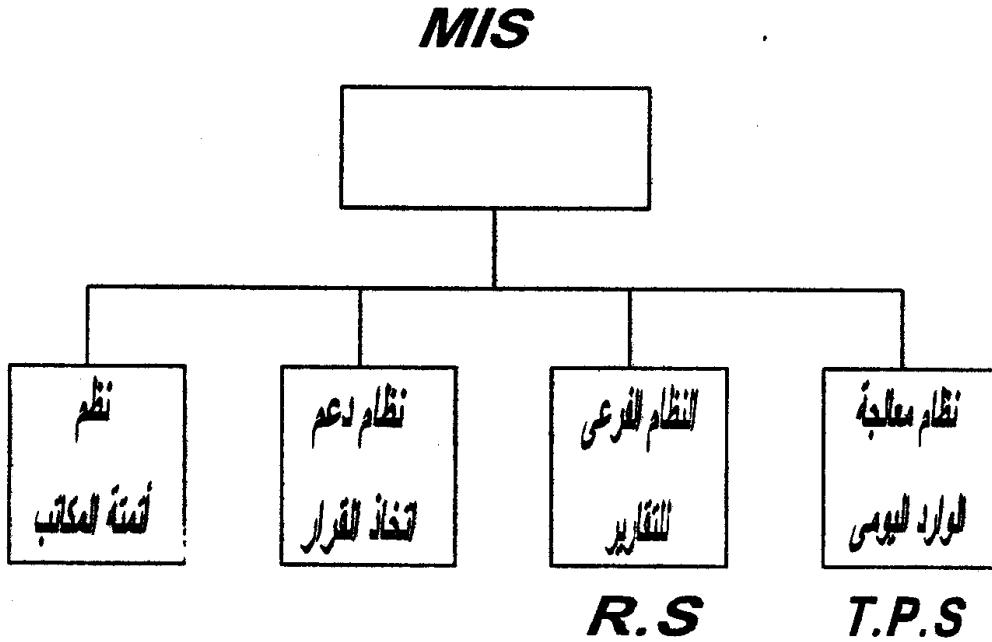 MIS
نظام معالجة
الوارد اليومى
T.P.S
النظام الفرعى
للتقارير
R.S
نظام دعم
اتخاذ القرار
نظم
أتمتة المكاتب